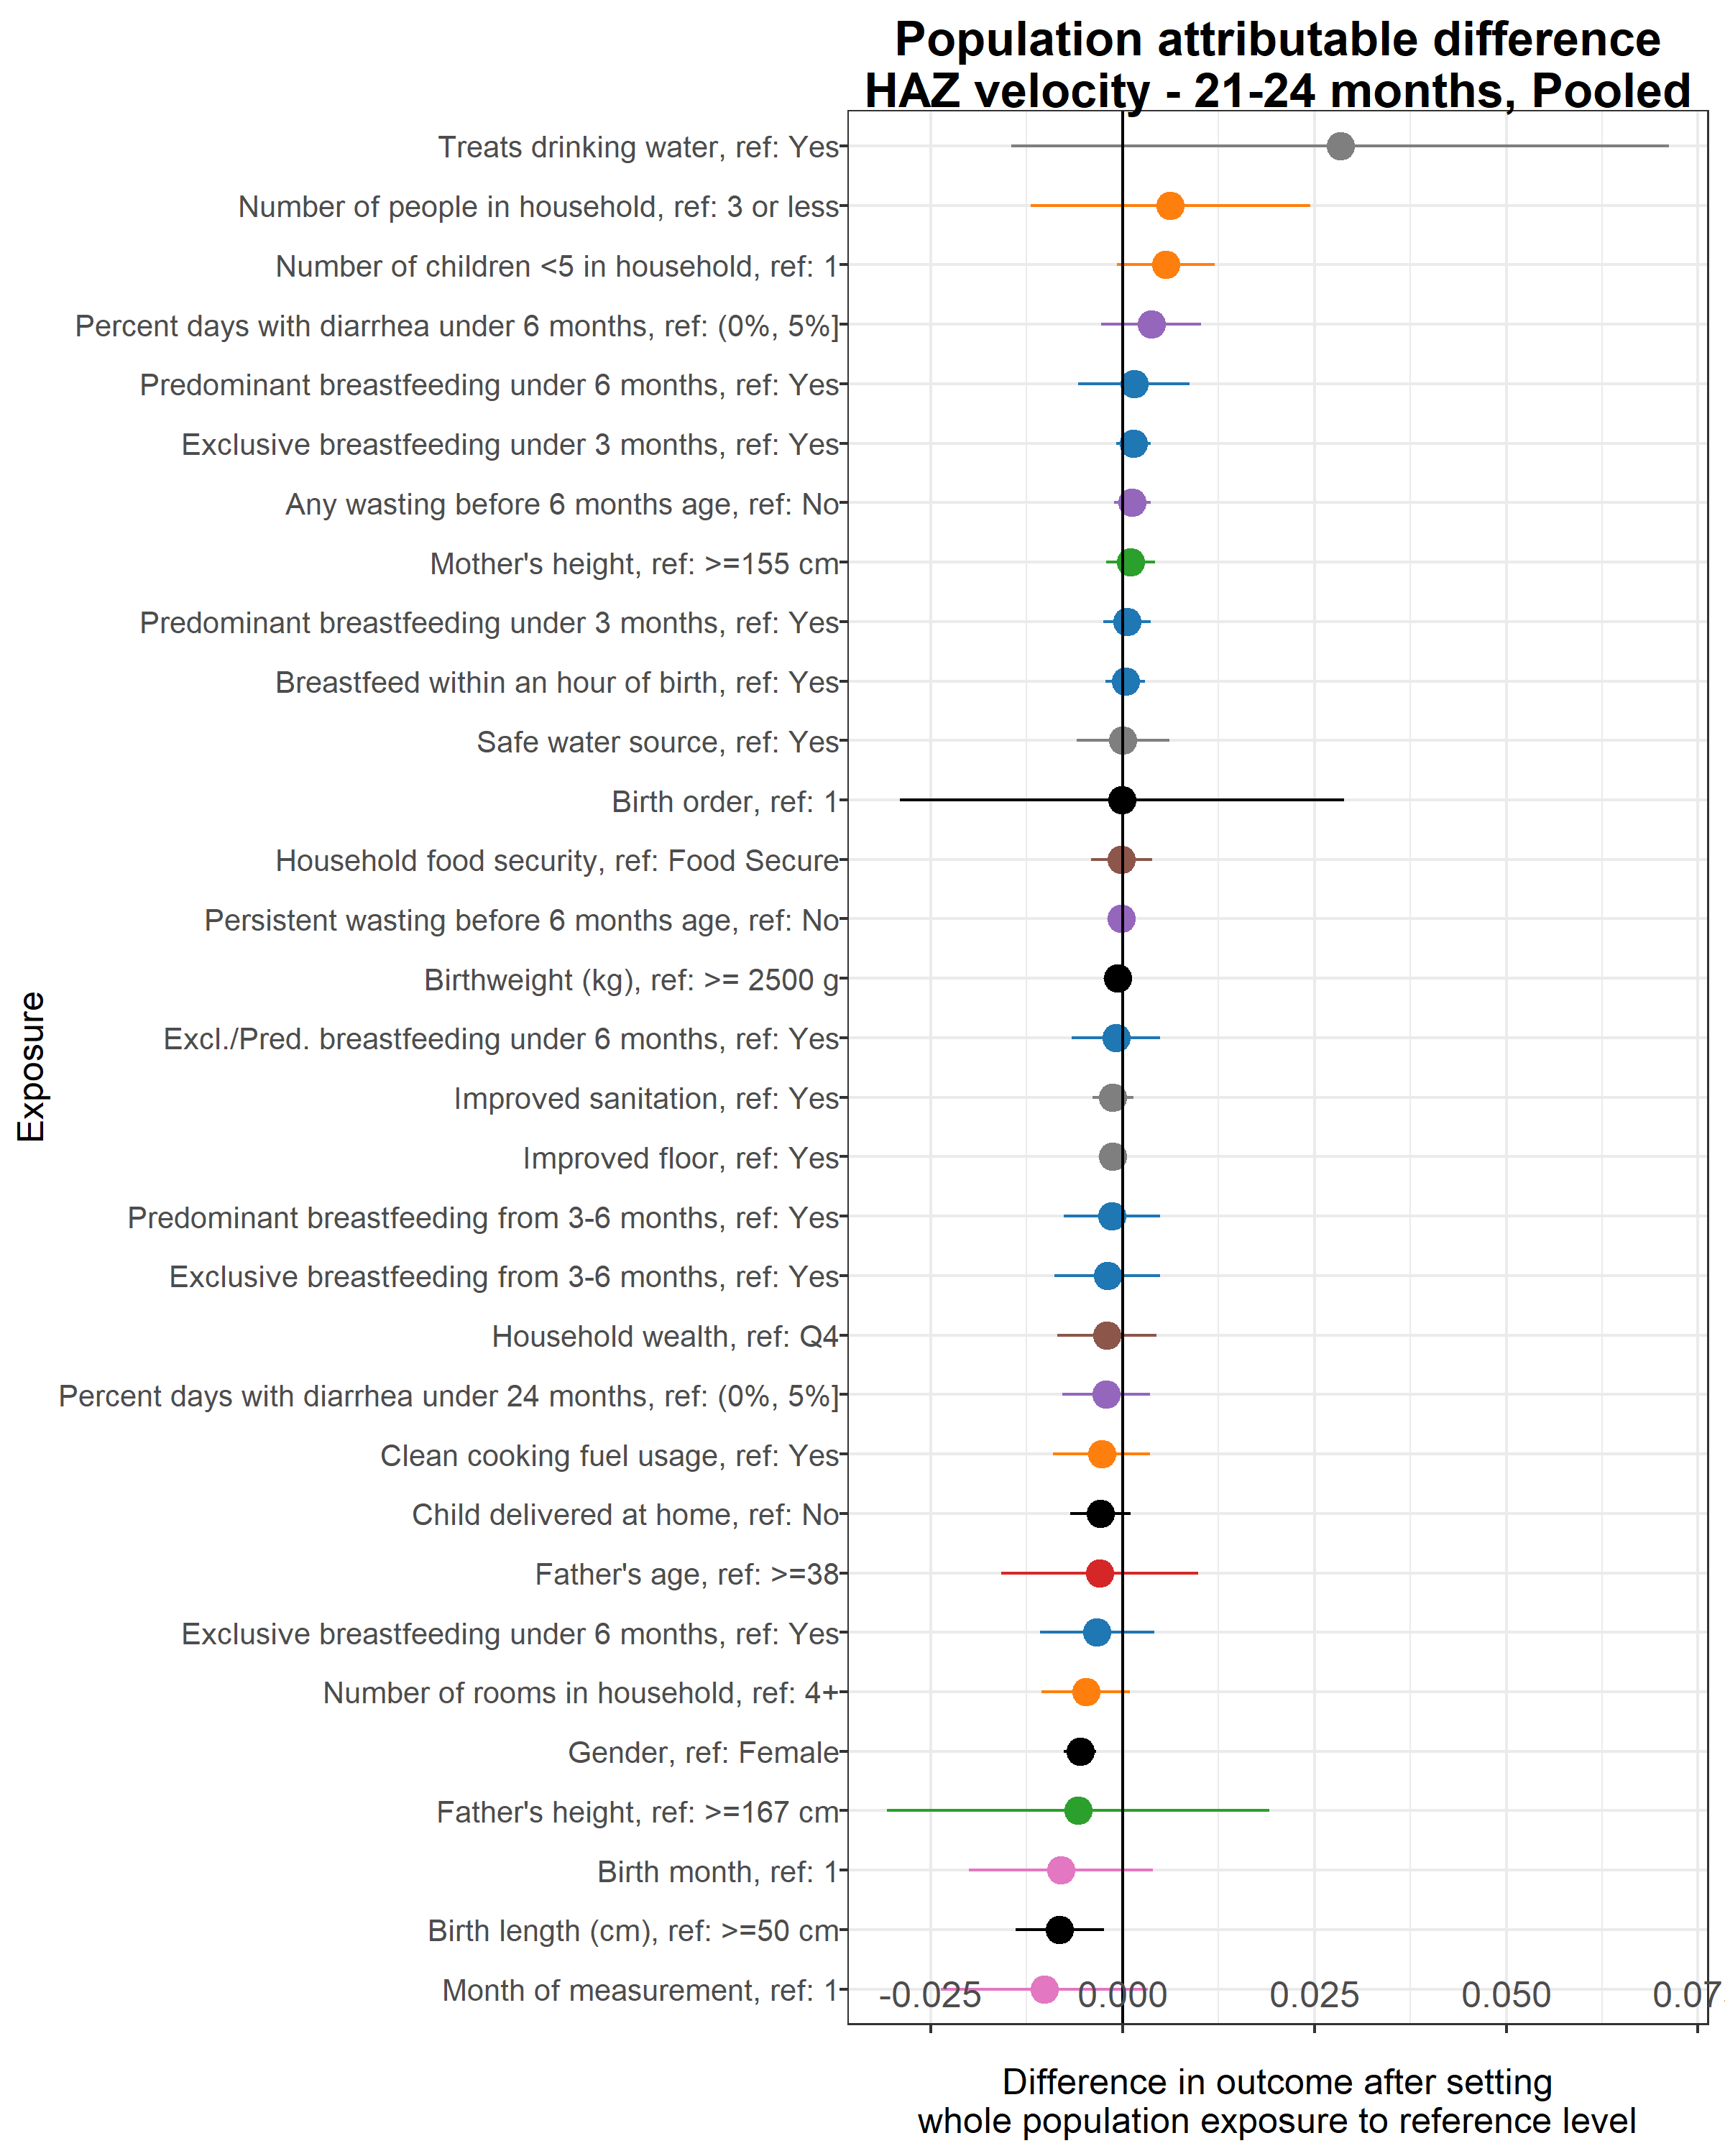 Population attributable difference
HAZ velocity - 21-24 months, Pooled
Treats drinking water, ref: Yes
Number of people in household, ref: 3 or less
Number of children <5 in household, ref: 1
Percent days with diarrhea under 6 months, ref: (0%, 5%]
Predominant breastfeeding under 6 months, ref: Yes
Exclusive breastfeeding under 3 months, ref: Yes
Any wasting before 6 months age, ref: No
Mother's height, ref: >=155 cm
Predominant breastfeeding under 3 months, ref: Yes
Breastfeed within an hour of birth, ref: Yes
Safe water source, ref: Yes
Birth order, ref: 1
Household food security, ref: Food Secure
Persistent wasting before 6 months age, ref: No
Birthweight (kg), ref: >= 2500 g
Excl./Pred. breastfeeding under 6 months, ref: Yes
Improved sanitation, ref: Yes
Improved floor, ref: Yes
Predominant breastfeeding from 3-6 months, ref: Yes
Exclusive breastfeeding from 3-6 months, ref: Yes
Household wealth, ref: Q4
Percent days with diarrhea under 24 months, ref: (0%, 5%]
Clean cooking fuel usage, ref: Yes
Child delivered at home, ref: No
Father's age, ref: >=38
Exclusive breastfeeding under 6 months, ref: Yes
Number of rooms in household, ref: 4+
Gender, ref: Female
Father's height, ref: >=167 cm
Birth month, ref: 1
Birth length (cm), ref: >=50 cm
Month of measurement, ref: 1
Exposure
-0.025 0.000 0.025 0.050 0.07
Difference in outcome after setting
whole population exposure to reference level